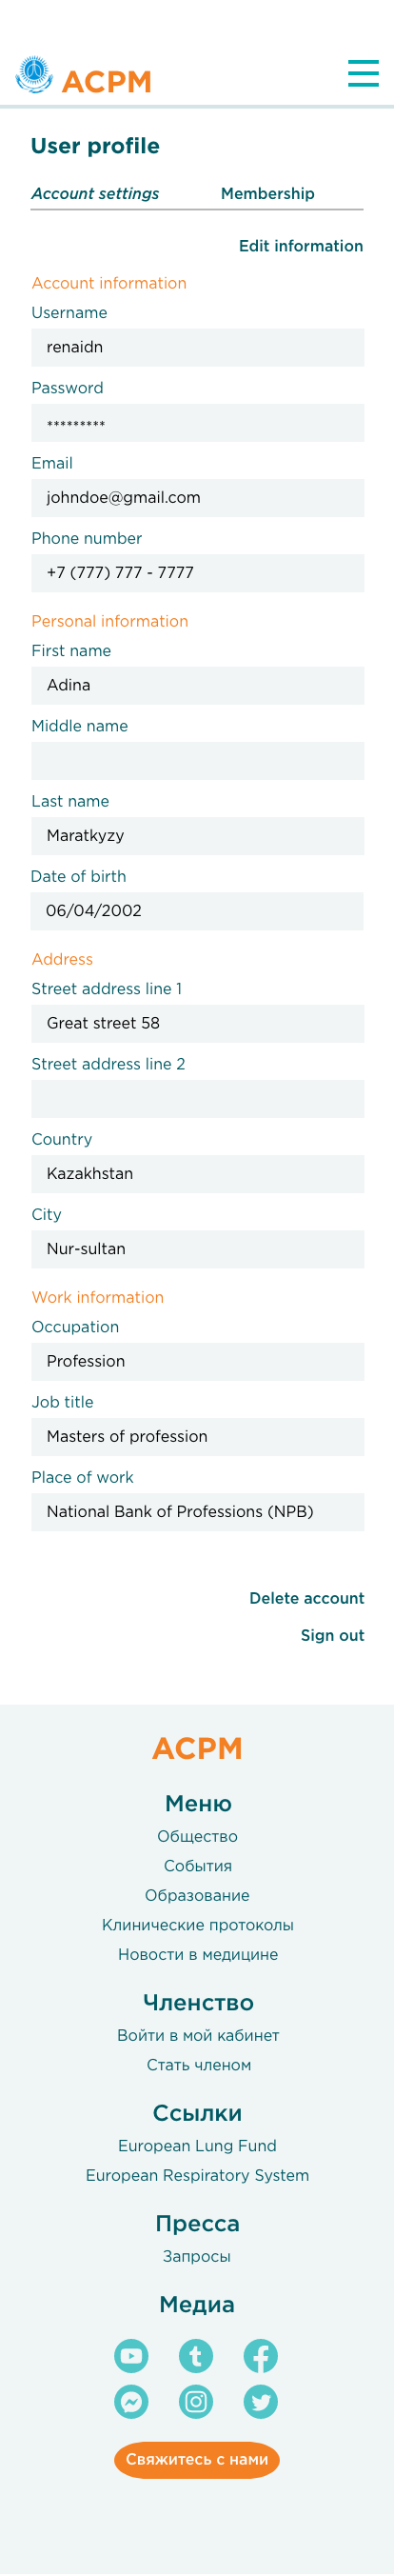 ACPM
User profile
Account settings
Membership
Edit information
Account information
Username
renaidn
Password
*********
Email
johndoe@gmail.com
Phone number
+7 (777) 777 - 7777
Personal information
First name
Adina
Middle name
Last name
Maratkyzy
Date of birth
06/04/2002
Address
Street address line 1
Great street 58
Street address line 2
Country
Kazakhstan
City
Nur-sultan
Work information
Occupation
Profession
Job title
Masters of profession
Place of work
National Bank of Professions (NPB)
Delete account
Sign out
ACPM
Меню
Общество
События
Образование
Клинические протоколы
Новости в медицине
Членство
Войти в мой кабинет
Стать членом
Ссылки
European Lung Fund
European Respiratory System
Пресса
Запросы
Медиа
Свяжитесь с нами